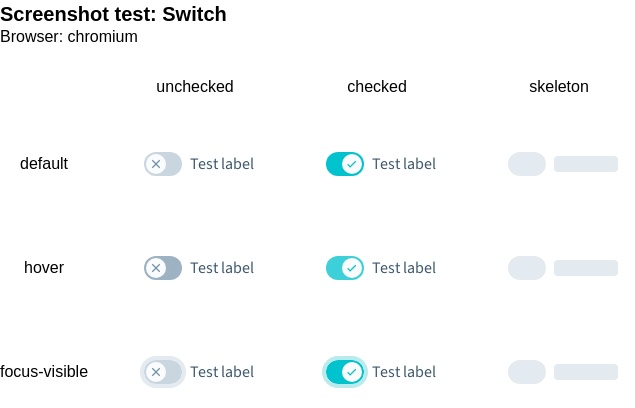 Screenshot test: Switch
Browser: chromium
unchecked checked skeleton
default Test label Test label
hover Test label Test label
focus-visible Test label Test label